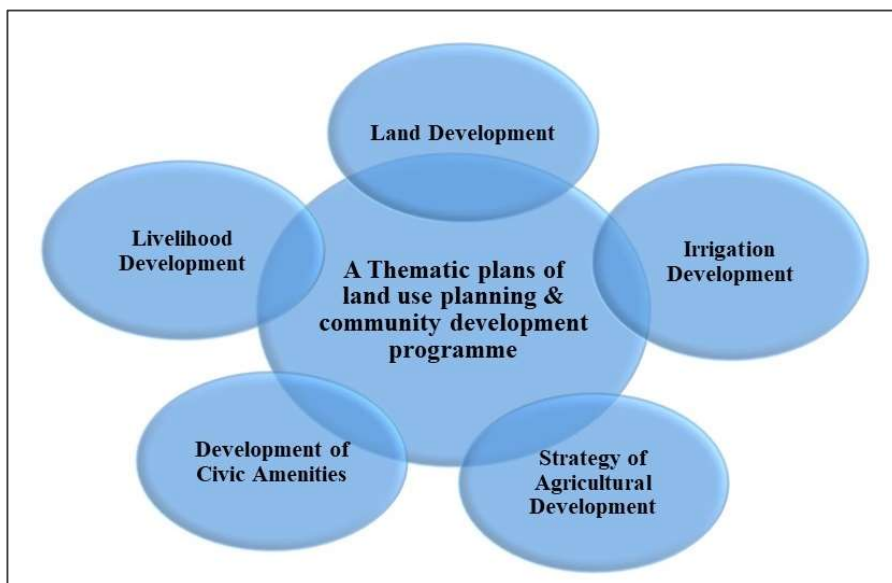 Land Development
Livelihood
Development
A Thematic plans of
land use planning &
community development
programme
Irrigation
Development
Development of
Civic Amenities
Strategy of
Agricultural
Development